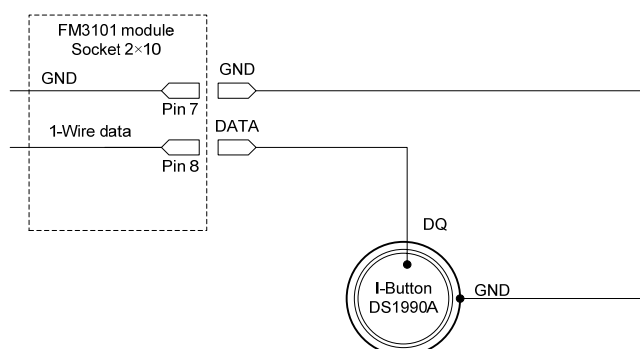 FM3101 module
Socket 2×10
GND
GND
Pin 7
1-Wire data
DATA
Pin 8
DQ
I-Button
DS1990A
GND